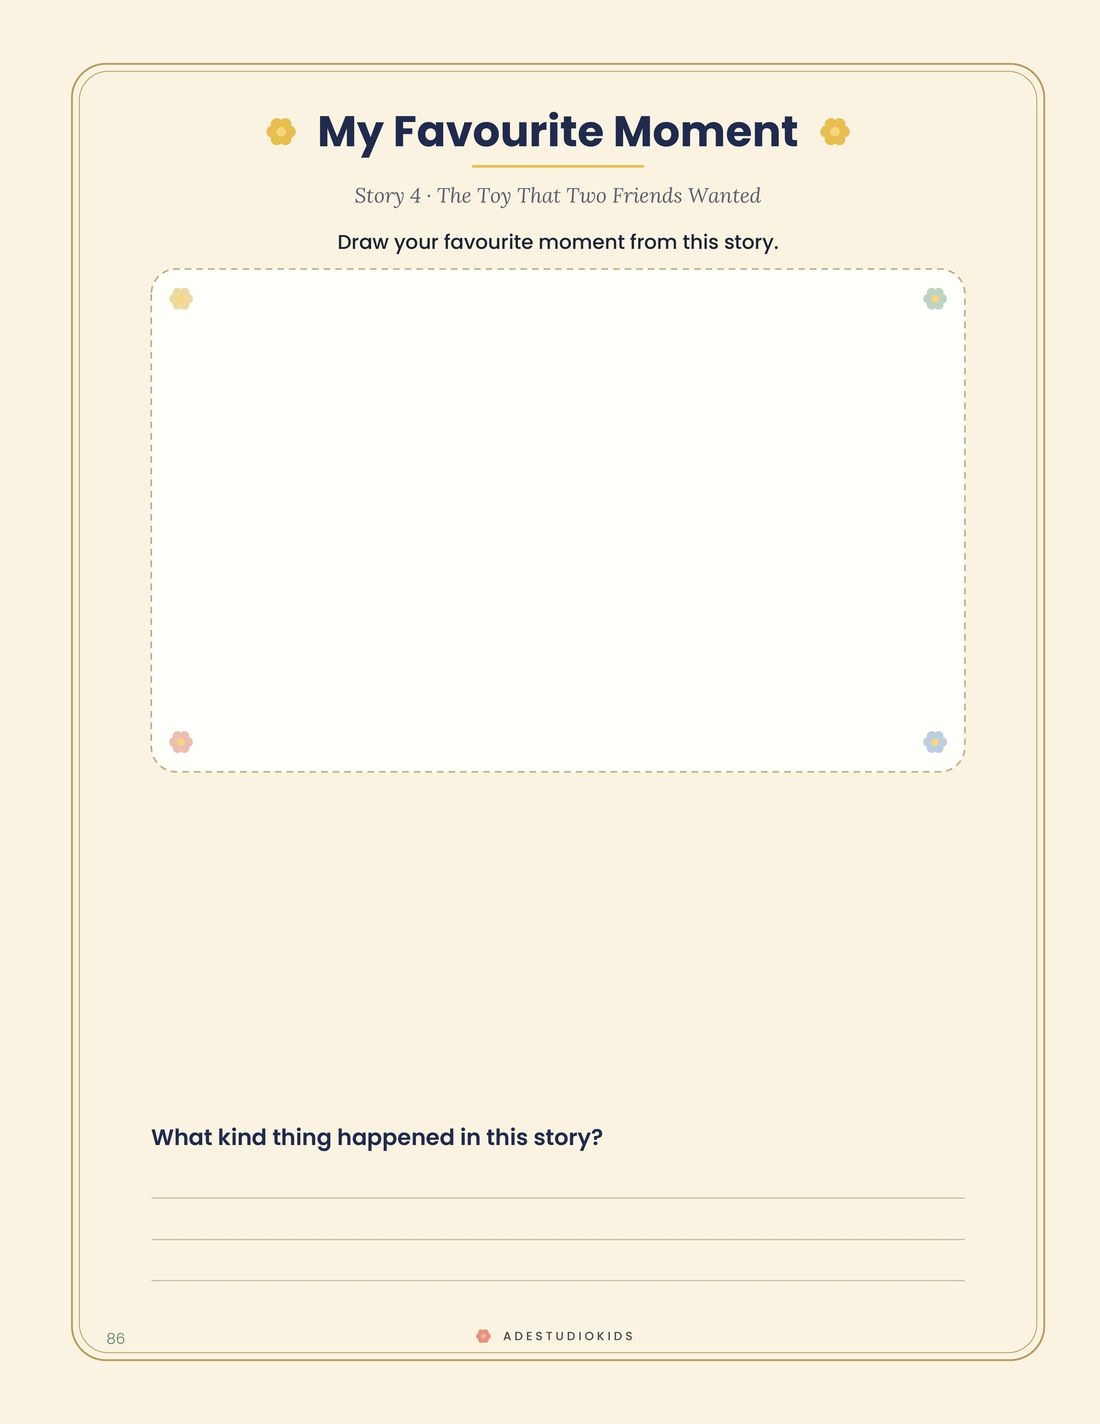 My Favourite Moment
Story 4 · The Toy That Two Friends Wanted
Draw your favourite moment from this story.
What kind thing happened in this story?
86
ADESTUDIOKIDS